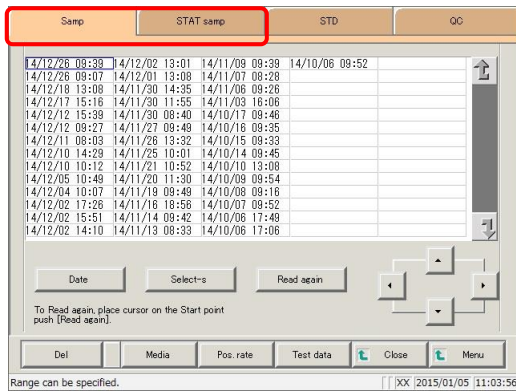 Samp STAT samp STD QC
14/12/26 09:39 14/12/02 13:01 14/11/09 09:39 14/10/06 09:52
14/12/26 09:07 14/12/01 13:08 14/11/07 08:28
14/12/18 13:08 14/11/30 14:35 14/11/06 09:26
14/12/17 15:16 14/11/30 11:55 14/11/03 16:06
14/12/12 15:39 14/11/30 08:40 14/10/17 09:46
14/12/12 09:27 14/11/27 09:49 14/10/16 09:35
14/12/11 08:03 14/11/26 13:32 14/10/15 09:33
14/12/10 14:29 14/11/25 10:01 14/10/14 09:45
14/12/10 10:12 14/11/21 10:52 14/10/10 13:08
14/12/05 10:49 14/11/20 11:30 14/10/09 09:54
14/12/04 10:07 14/11/19 09:49 14/10/08 09:16
14/12/02 17:26 14/11/16 18:56 14/10/07 09:52
14/12/02 15:51 14/11/14 09:42 14/10/06 17:49
14/12/02 14:10 14/11/13 08:33 14/10/06 17:06
Date Select-s Read again
To Read again, place cursor on the Start point
push [Read again].
Del Media Pos. rate Test data Close Menu
Range can be specified. XX 2015/01/05 11:03:56